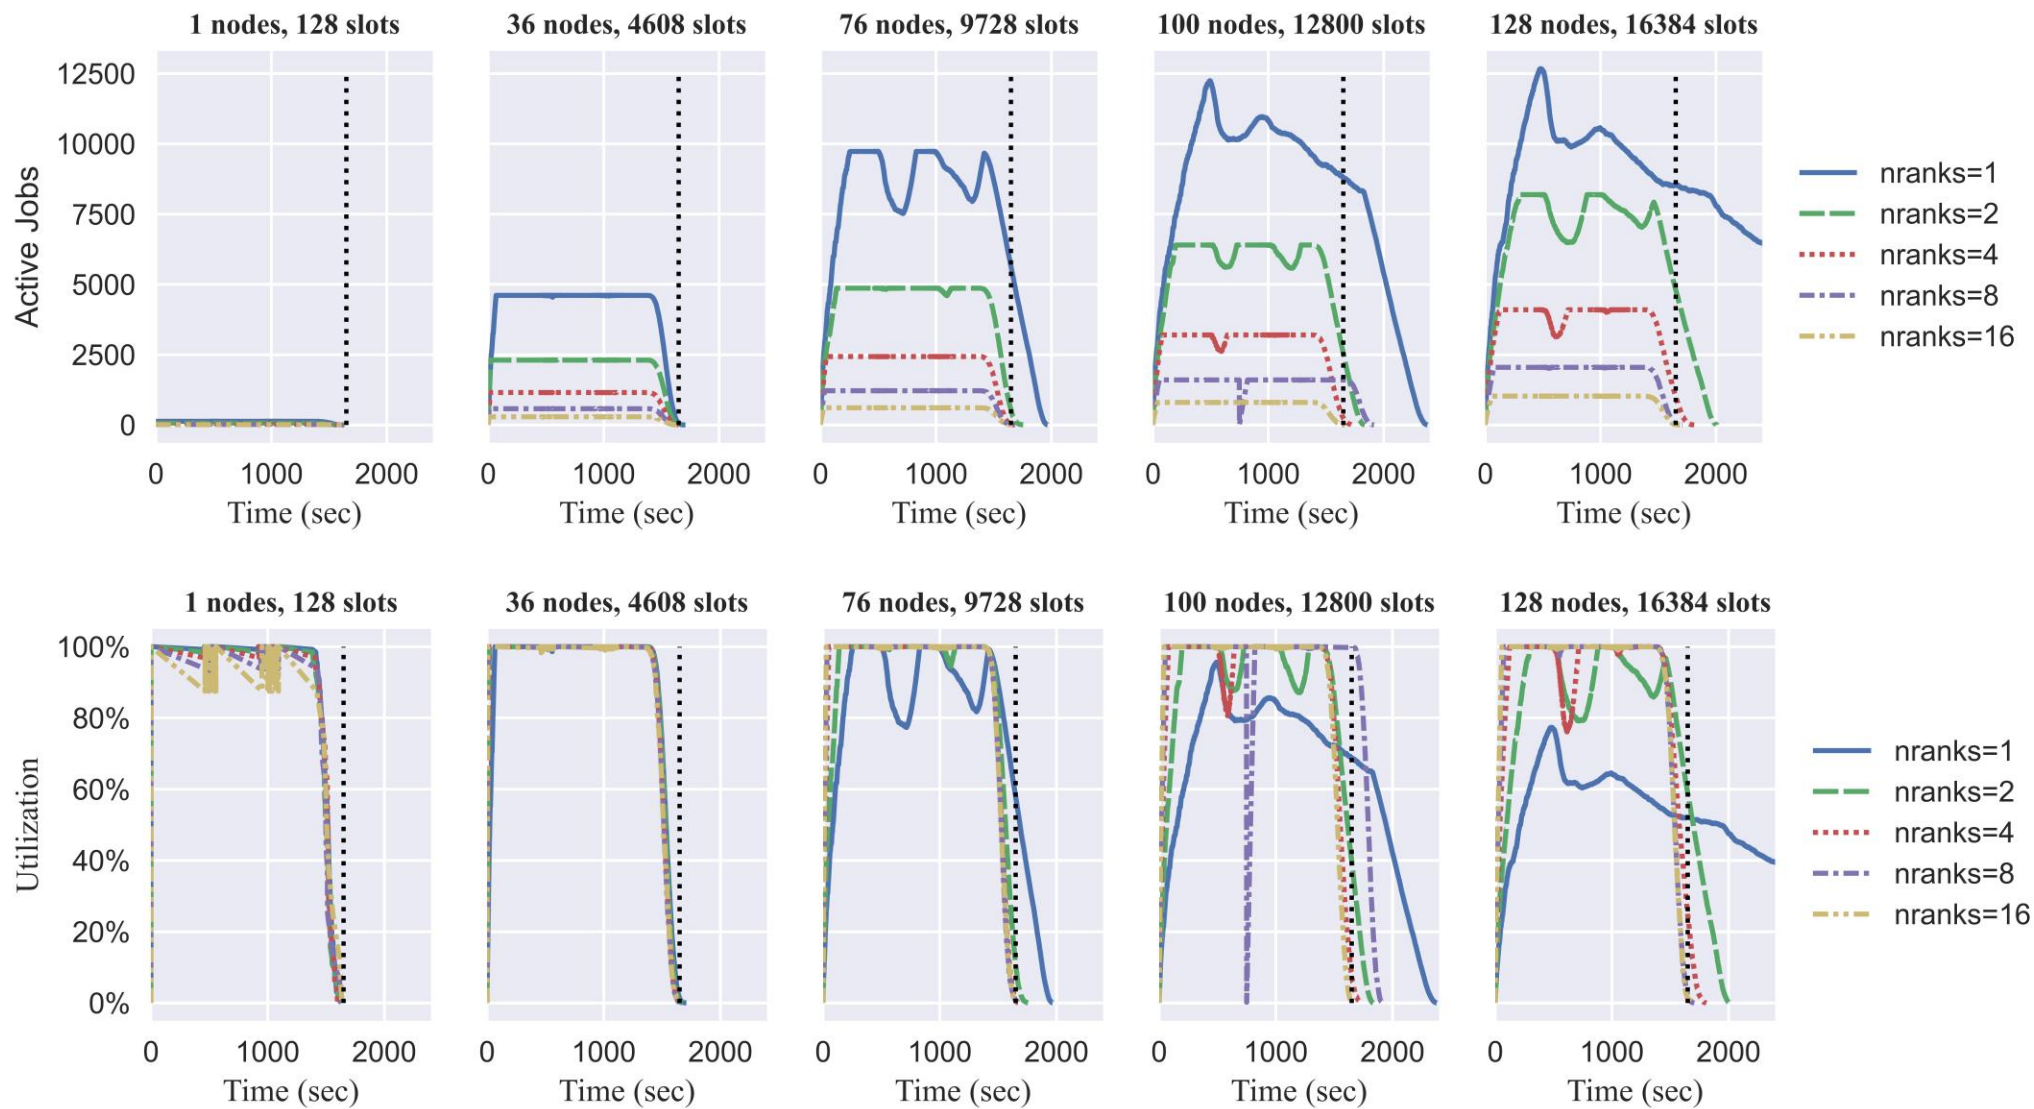 1 nodes, 128 slots
36 nodes, 4608 slots
76 nodes, 9728 slots
100 nodes, 12800 slots
128 nodes, 16384 slots
Active Jobs
12500
10000
7500
5000
2500
0
0 1000 2000
0 1000 2000
0 1000 2000
0 1000 2000
0 1000 2000
Time (sec)
Time (sec)
Time (sec)
Time (sec)
Time (sec)
nranks=1
nranks=2
nranks=4
nranks=8
nranks=16
1 nodes, 128 slots
36 nodes, 4608 slots
76 nodes, 9728 slots
100 nodes, 12800 slots
128 nodes, 16384 slots
Utilization
100%
80%
60%
40%
20%
0%
0 1000 2000
0 1000 2000
0 1000 2000
0 1000 2000
0 1000 2000
Time (sec)
Time (sec)
Time (sec)
Time (sec)
Time (sec)
nranks=1
nranks=2
nranks=4
nranks=8
nranks=16